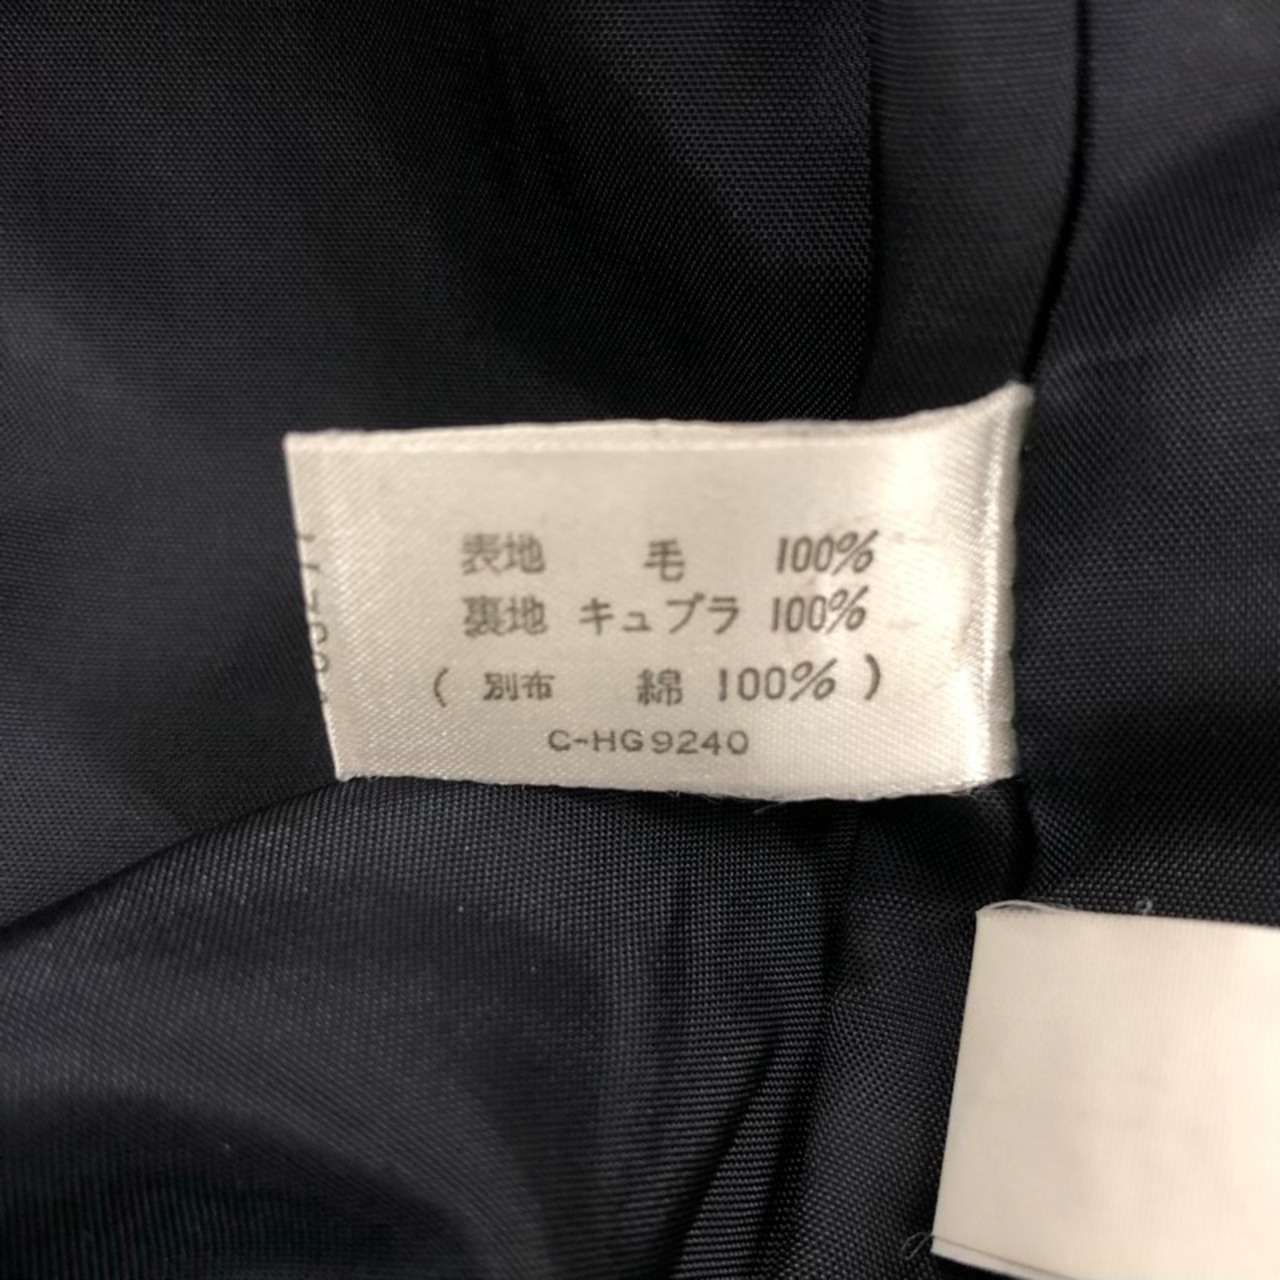 表地 毛 100%
裏地 キュプラ 100%
( 別布 綿 100% )
C-HG9240